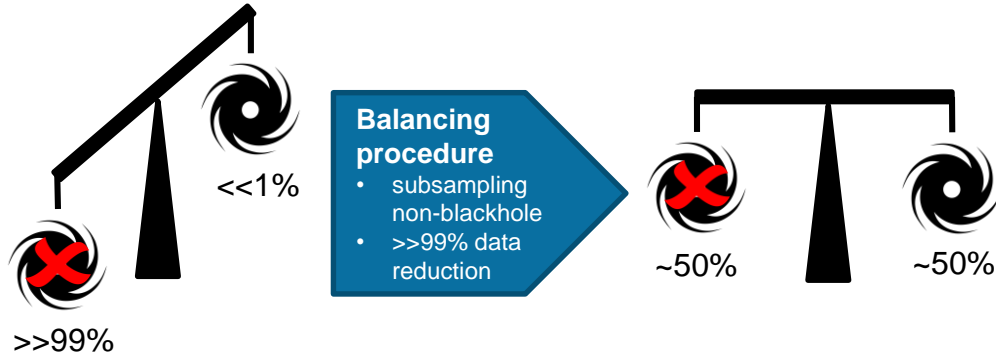 <<1%
>>99%
Balancing
procedure
• subsampling
non-blackhole
• >>99% data
reduction
~50%
~50%